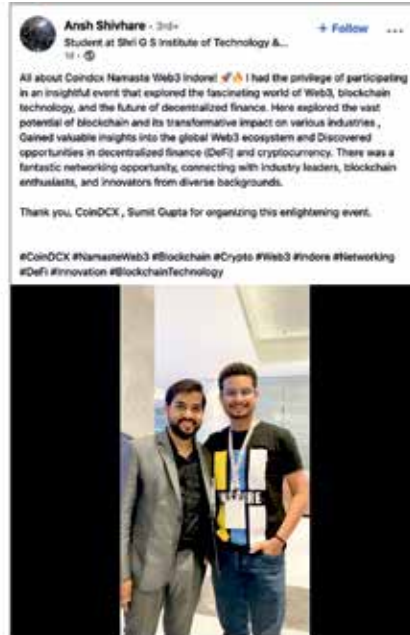 Ansh Shivhare · 3rd+
+ Follow ...
Student at Shri G S Institute of Technology &...
1d ·
All about Coindcx Namaste Web3 Indore! 🚀🔥 I had the privilege of participating
in an insightful event that explored the fascinating world of Web3, blockchain
technology, and the future of decentralized finance. Here explored the vast
potential of blockchain and its transformative impact on various industries ,
Gained valuable insights into the global Web3 ecosystem and Discovered
opportunities in decentralized finance (DeFi) and cryptocurrency. There was a
fantastic networking opportunity, connecting with industry leaders, blockchain
enthusiasts, and innovators from diverse backgrounds.
Thank you, CoinDCX , Sumit Gupta for organizing this enlightening event.
#CoinDCX #NamasteWeb3 #Blockchain #Crypto #Web3 #Indore #Networking
#DeFi #Innovation #BlockchainTechnology